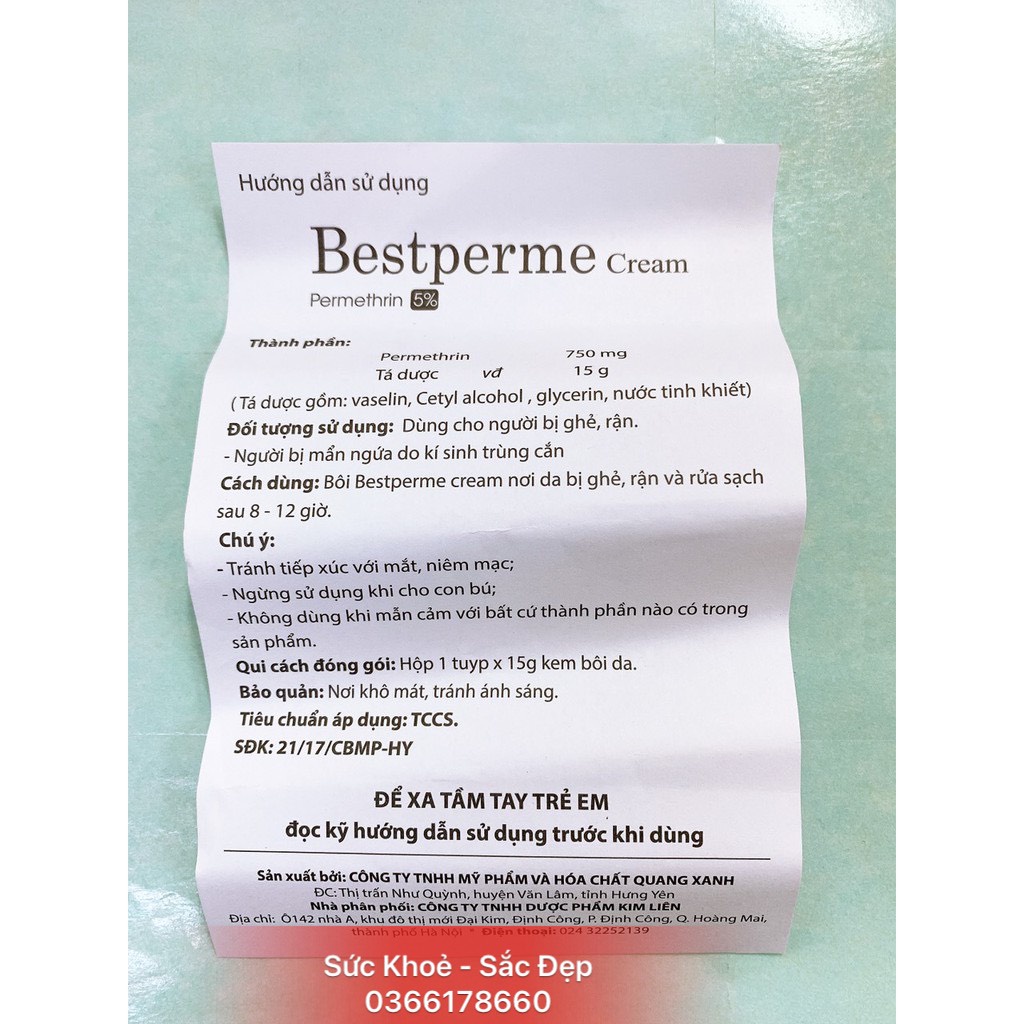 Hướng dẫn sử dụng
Bestperme Cream
Permethrin 5%
Thành phần:
Permethrin 750 mg
Tá dược vđ 15 g
( Tá dược gồm: vaselin, Cetyl alcohol , glycerin, nước tinh khiết)
Đối tượng sử dụng: Dùng cho người bị ghẻ, rận.
- Người bị mẩn ngứa do kí sinh trùng cắn
Cách dùng: Bôi Bestperme cream nơi da bị ghẻ, rận và rửa sạch
sau 8 - 12 giờ.
Chú ý:
- Tránh tiếp xúc với mắt, niêm mạc;
- Ngừng sử dụng khi cho con bú;
- Không dùng khi mẫn cảm với bất cứ thành phần nào có trong
sản phẩm.
Qui cách đóng gói: Hộp 1 tuyp x 15g kem bôi da.
Bảo quản: Nơi khô mát, tránh ánh sáng.
Tiêu chuẩn áp dụng: TCCS.
SĐK: 21/17/CBMP-HY
ĐỂ XA TẦM TAY TRẺ EM
đọc kỹ hướng dẫn sử dụng trước khi dùng
Sản xuất bởi: CÔNG TY TNHH MỸ PHẨM VÀ HÓA CHẤT QUANG XANH
ĐC: Thị trấn Như Quỳnh, huyện Văn Lâm, tỉnh Hưng Yên
Nhà phân phối: CÔNG TY TNHH DƯỢC PHẨM KIM LIÊN
Địa chỉ: Ô142 nhà A, khu đô thị mới Đại Kim, Định Công, P. Định Công, Q. Hoàng Mai,
thành phố Hà Nội * Điện thoại: 024 32252139
Sức Khoẻ - Sắc Đẹp
0366178660